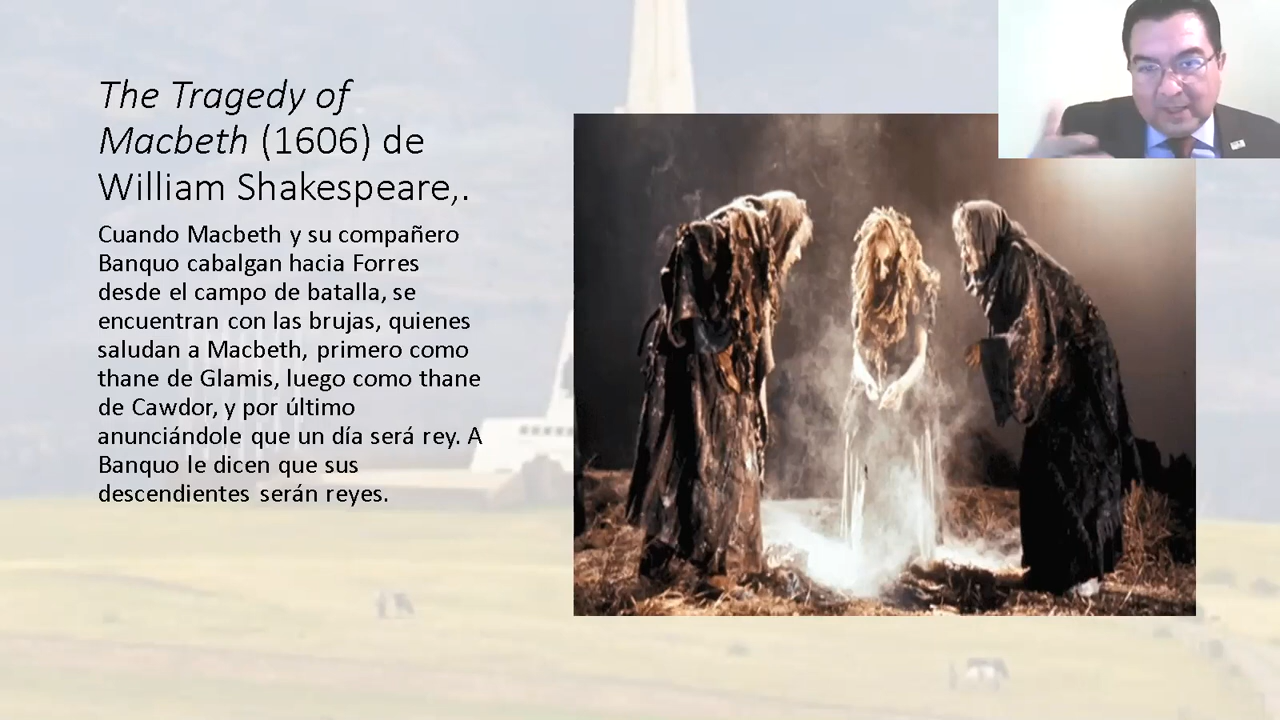 The Tragedy of
Macbeth (1606) de
William Shakespeare,.
Cuando Macbeth y su compañero
Banquo cabalgan hacia Forres
desde el campo de batalla, se
encuentran con las brujas, quienes
saludan a Macbeth, primero como
thane de Glamis, luego como thane
de Cawdor, y por último
anunciándole que un día será rey. A
Banquo le dicen que sus
descendientes serán reyes.